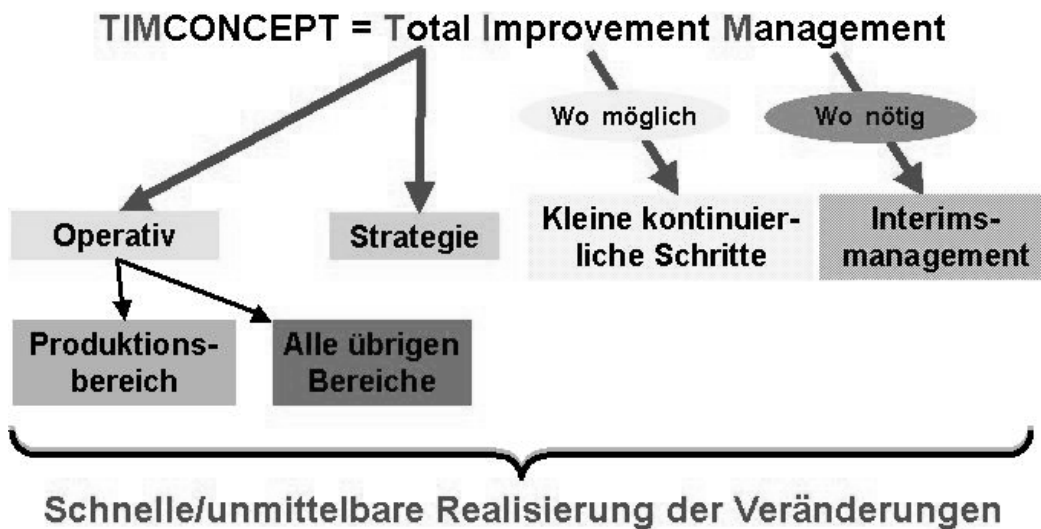 TIMCONCEPT = Total Improvement Management
Wo möglich
Wo nötig
Operativ
Strategie
Kleine kontinuier-
liche Schritte
Interims-
management
Produktions-
bereich
Alle übrigen
Bereiche
Schnelle/unmittelbare Realisierung der Veränderungen